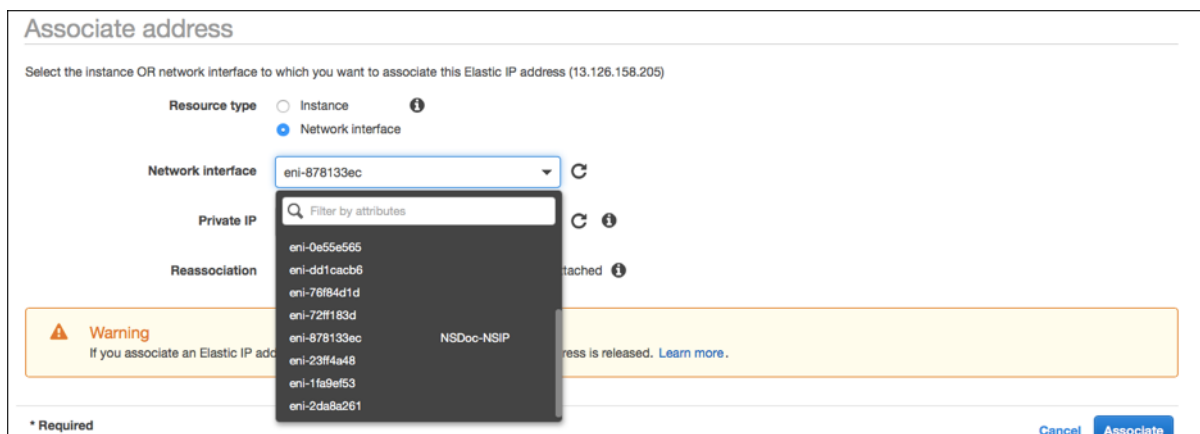 Associate address
Select the instance OR network interface to which you want to associate this Elastic IP address (13.126.158.205)
Resource type
Instance
Network interface
Network interface
eni-878133ec
Filter by attributes
Private IP
eni-0e55e565
Reassociation
eni-dd1cacb6
tached
eni-76f84d1d
eni-72ff183d
Warning
eni-878133ec NSDoc-NSIP
If you associate an Elastic IP add ress is released. Learn more.
eni-23ff4a48
eni-1fa9ef53
eni-2da8a261
* Required
Cancel
Associate